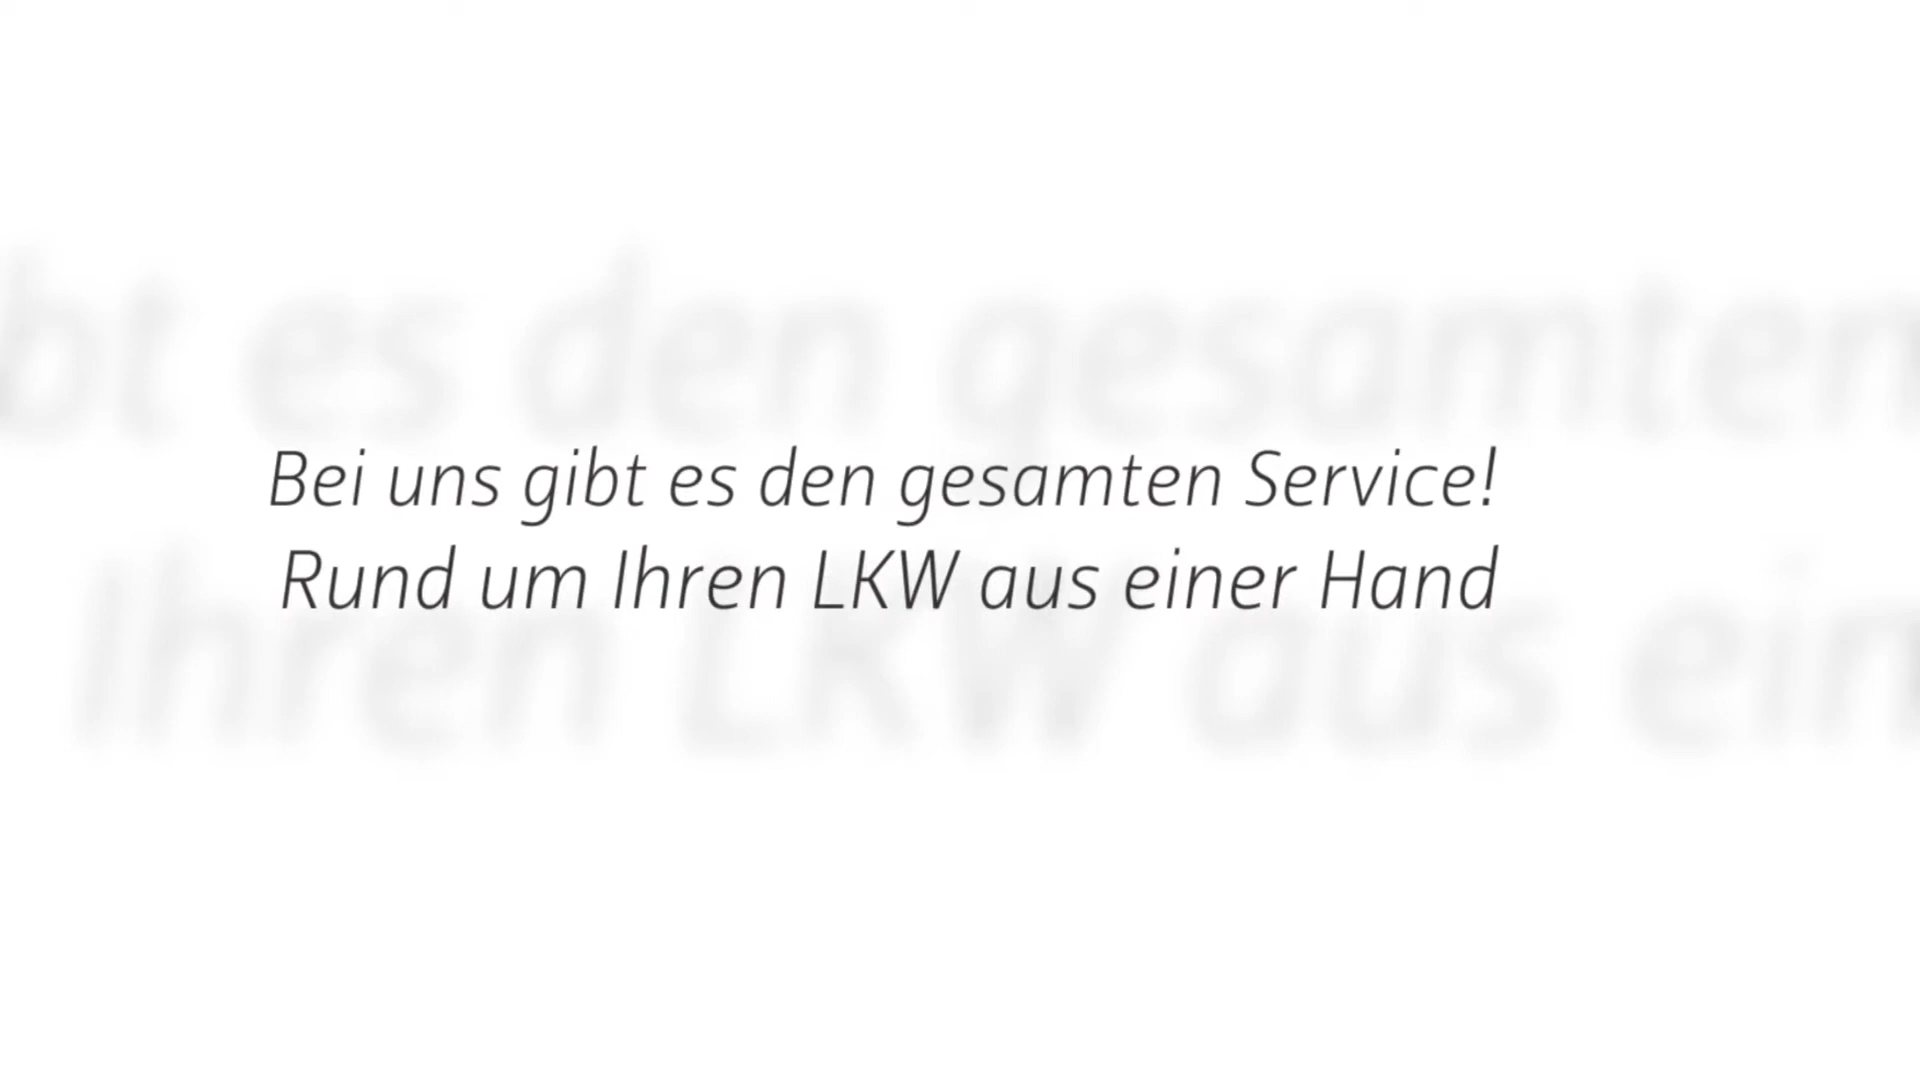 Bei uns gibt es den gesamten Service!
Rund um Ihren LKW aus einer Hand